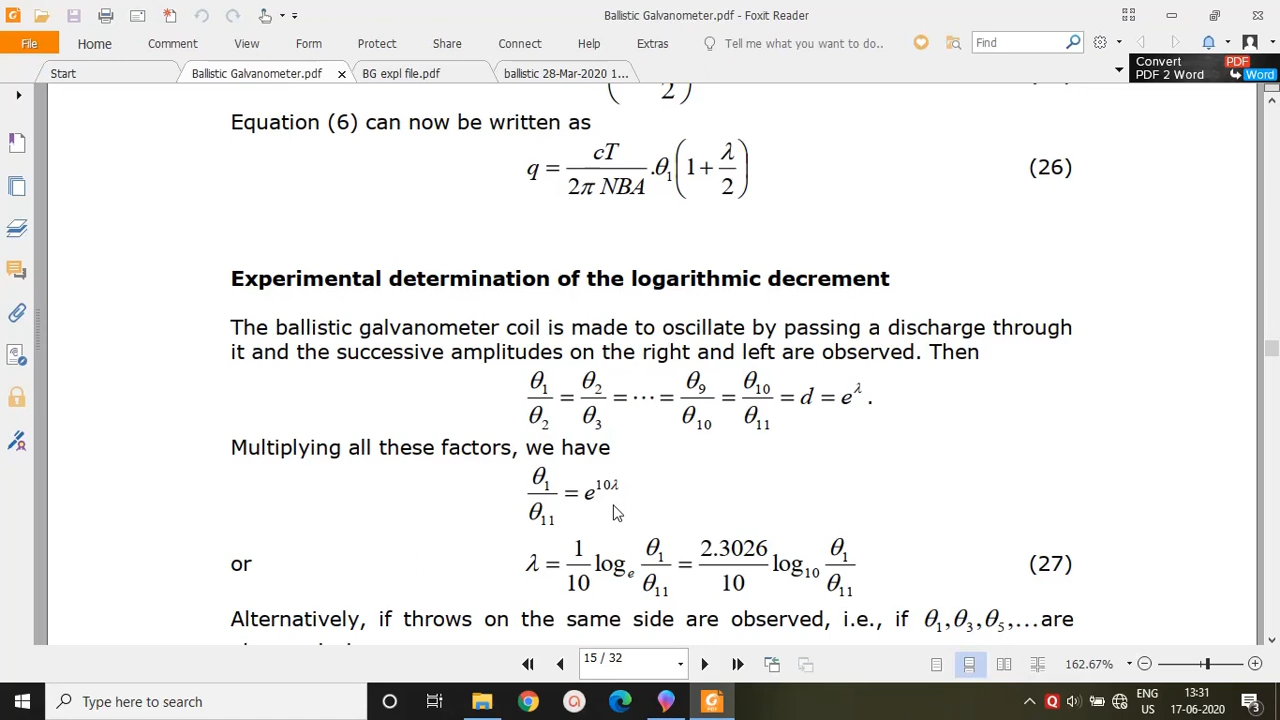 Ballistic Galvanometer.pdf - Foxit Reader
File Home Comment View Form Protect Share Connect Help Extras Tell me what you want to do.. Find
Start Ballistic Galvanometer.pdf BG expl file.pdf ballistic 28-Mar-2020 1...
Convert PDF
PDF 2 Word Word
2
Equation (6) can now be written as
q = cT / 2π NBA . θ₁ (1 + λ/2) (26)
Experimental determination of the logarithmic decrement
The ballistic galvanometer coil is made to oscillate by passing a discharge through
it and the successive amplitudes on the right and left are observed. Then
θ₁/θ₂ = θ₂/θ₃ = ⋯ = θ₉/θ₁₀ = θ₁₀/θ₁₁ = d = e^λ .
Multiplying all these factors, we have
θ₁/θ₁₁ = e^10λ
or λ = 1/10 logₑ θ₁/θ₁₁ = 2.3026/10 log₁₀ θ₁/θ₁₁ (27)
Alternatively, if throws on the same side are observed, i.e., if θ₁,θ₃,θ₅,…are
15 / 32 162.67%
Type here to search
ENG 13:31
US 17-06-2020
3